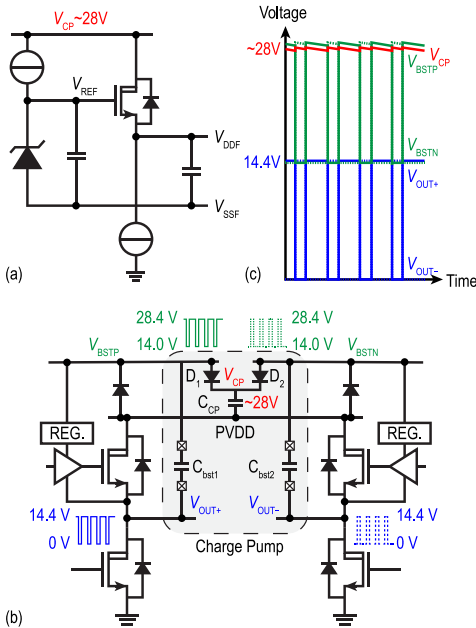 V_CP~28V
V_REF
V_DDF
V_SSF
(a)
Voltage
~28V
V_CP
V_BSTP
V_BSTN
14.4V
V_OUT+
V_OUT−
Time
(c)
28.4 V
14.0 V
28.4 V
14.0 V
V_BSTP
V_BSTN
D_1
V_CP
D_2
C_CP
~28V
PVDD
REG.
REG.
C_bst1
C_bst2
V_OUT+
V_OUT−
14.4 V
0 V
14.4 V
0 V
Charge Pump
(b)